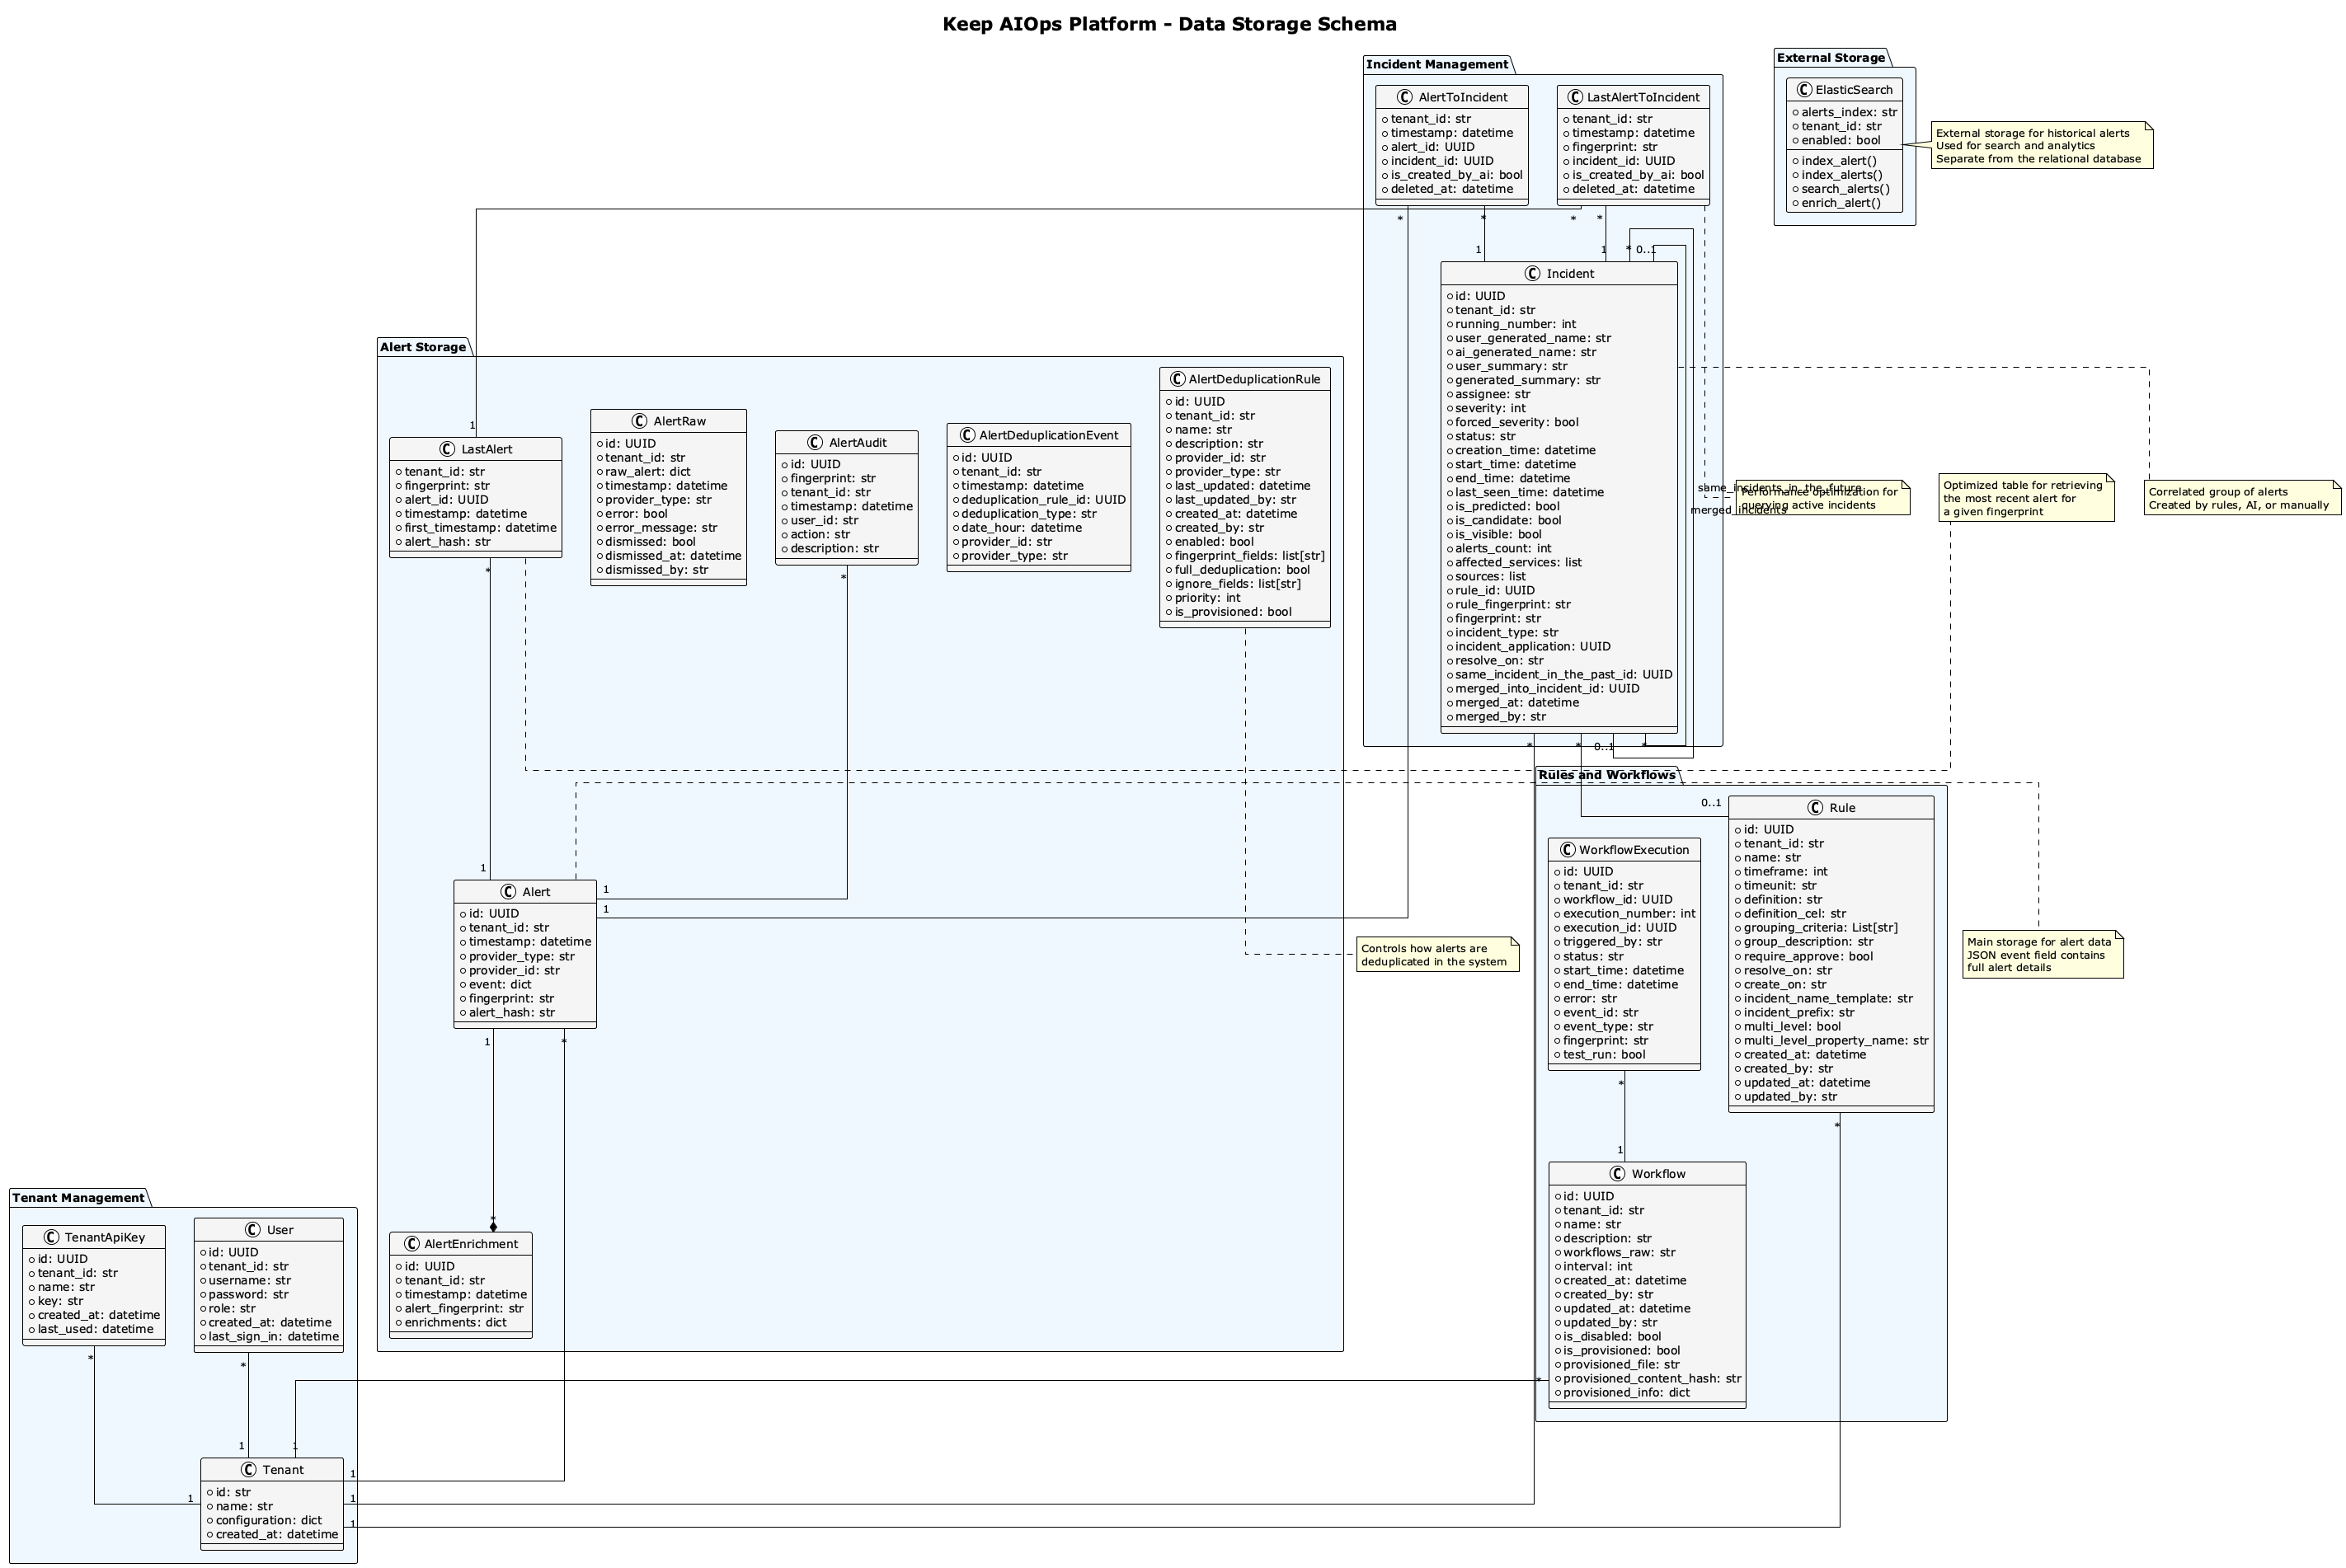 Keep AIOps Platform - Data Storage Schema
Incident Management
AlertToIncident
tenant_id: str
timestamp: datetime
alert_id: UUID
incident_id: UUID
is_created_by_ai: bool
deleted_at: datetime
LastAlertToIncident
tenant_id: str
timestamp: datetime
fingerprint: str
incident_id: UUID
is_created_by_ai: bool
deleted_at: datetime
*
*
*
*
1
1
*
0..1
Incident
id: UUID
tenant_id: str
running_number: int
user_generated_name: str
ai_generated_name: str
user_summary: str
generated_summary: str
assignee: str
severity: int
forced_severity: bool
status: str
creation_time: datetime
start_time: datetime
end_time: datetime
last_seen_time: datetime
is_predicted: bool
is_candidate: bool
is_visible: bool
alerts_count: int
affected_services: list
sources: list
rule_id: UUID
rule_fingerprint: str
fingerprint: str
incident_type: str
incident_application: UUID
resolve_on: str
same_incident_in_the_past_id: UUID
merged_into_incident_id: UUID
merged_at: datetime
merged_by: str
*
*
0..1
*
same_incidents_in_the_future
merged_incidents
Performance optimization for
querying active incidents
External Storage
ElasticSearch
alerts_index: str
tenant_id: str
enabled: bool
index_alert()
index_alerts()
search_alerts()
enrich_alert()
External storage for historical alerts
Used for search and analytics
Separate from the relational database
Optimized table for retrieving
the most recent alert for
a given fingerprint
Correlated group of alerts
Created by rules, AI, or manually
Alert Storage
1
LastAlert
tenant_id: str
fingerprint: str
alert_id: UUID
timestamp: datetime
first_timestamp: datetime
alert_hash: str
*
AlertRaw
id: UUID
tenant_id: str
raw_alert: dict
timestamp: datetime
provider_type: str
error: bool
error_message: str
dismissed: bool
dismissed_at: datetime
dismissed_by: str
AlertAudit
id: UUID
fingerprint: str
tenant_id: str
timestamp: datetime
user_id: str
action: str
description: str
*
AlertDeduplicationEvent
id: UUID
tenant_id: str
timestamp: datetime
deduplication_rule_id: UUID
deduplication_type: str
date_hour: datetime
provider_id: str
provider_type: str
AlertDeduplicationRule
id: UUID
tenant_id: str
name: str
description: str
provider_id: str
provider_type: str
last_updated: datetime
last_updated_by: str
created_at: datetime
created_by: str
enabled: bool
fingerprint_fields: list[str]
full_deduplication: bool
ignore_fields: list[str]
priority: int
is_provisioned: bool
Controls how alerts are
deduplicated in the system
1
Alert
id: UUID
tenant_id: str
timestamp: datetime
provider_type: str
provider_id: str
event: dict
fingerprint: str
alert_hash: str
1
1
1
*
*
AlertEnrichment
id: UUID
tenant_id: str
timestamp: datetime
alert_fingerprint: str
enrichments: dict
Rules and Workflows
0..1
Rule
id: UUID
tenant_id: str
name: str
timeframe: int
timeunit: str
definition: str
definition_cel: str
grouping_criteria: List[str]
group_description: str
require_approve: bool
resolve_on: str
create_on: str
incident_name_template: str
incident_prefix: str
multi_level: bool
multi_level_property_name: str
created_at: datetime
created_by: str
updated_at: datetime
updated_by: str
*
WorkflowExecution
id: UUID
tenant_id: str
workflow_id: UUID
execution_number: int
execution_id: UUID
triggered_by: str
status: str
start_time: datetime
end_time: datetime
error: str
event_id: str
event_type: str
fingerprint: str
test_run: bool
*
1
Workflow
id: UUID
tenant_id: str
name: str
description: str
workflows_raw: str
interval: int
created_at: datetime
created_by: str
updated_at: datetime
updated_by: str
is_disabled: bool
is_provisioned: bool
provisioned_file: str
provisioned_content_hash: str
provisioned_info: dict
*
Main storage for alert data
JSON event field contains
full alert details
Tenant Management
TenantApiKey
id: UUID
tenant_id: str
name: str
key: str
created_at: datetime
last_used: datetime
*
User
id: UUID
tenant_id: str
username: str
password: str
role: str
created_at: datetime
last_sign_in: datetime
*
1
1
Tenant
id: str
name: str
configuration: dict
created_at: datetime
1
1
1
1